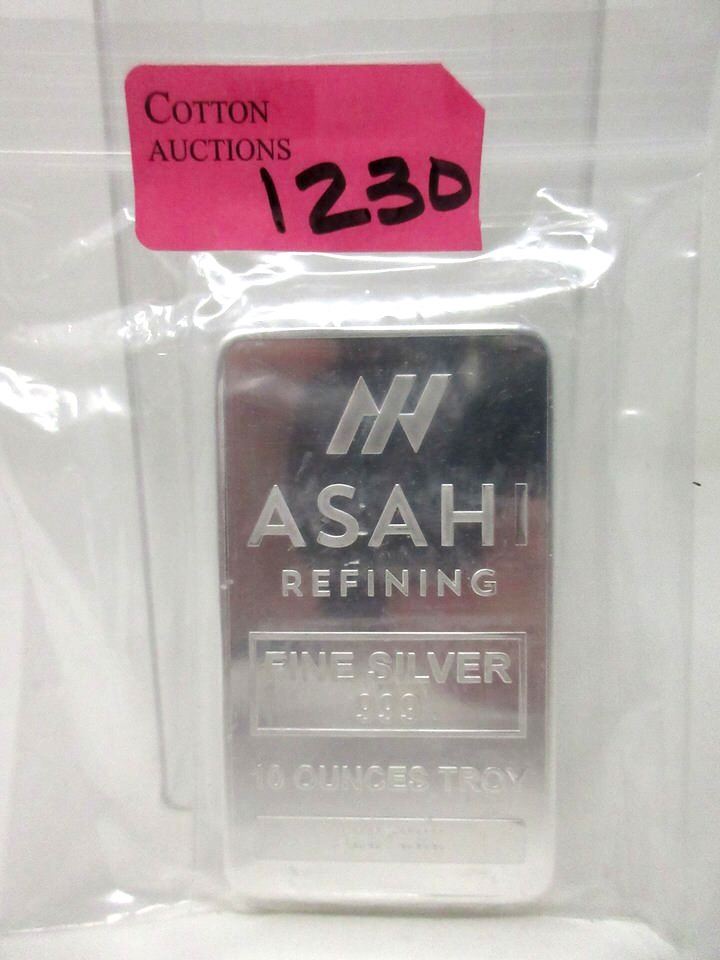 COTTON
AUCTIONS
1230
ASAHI
REFINING
FINE SILVER
999
10 OUNCES TROY